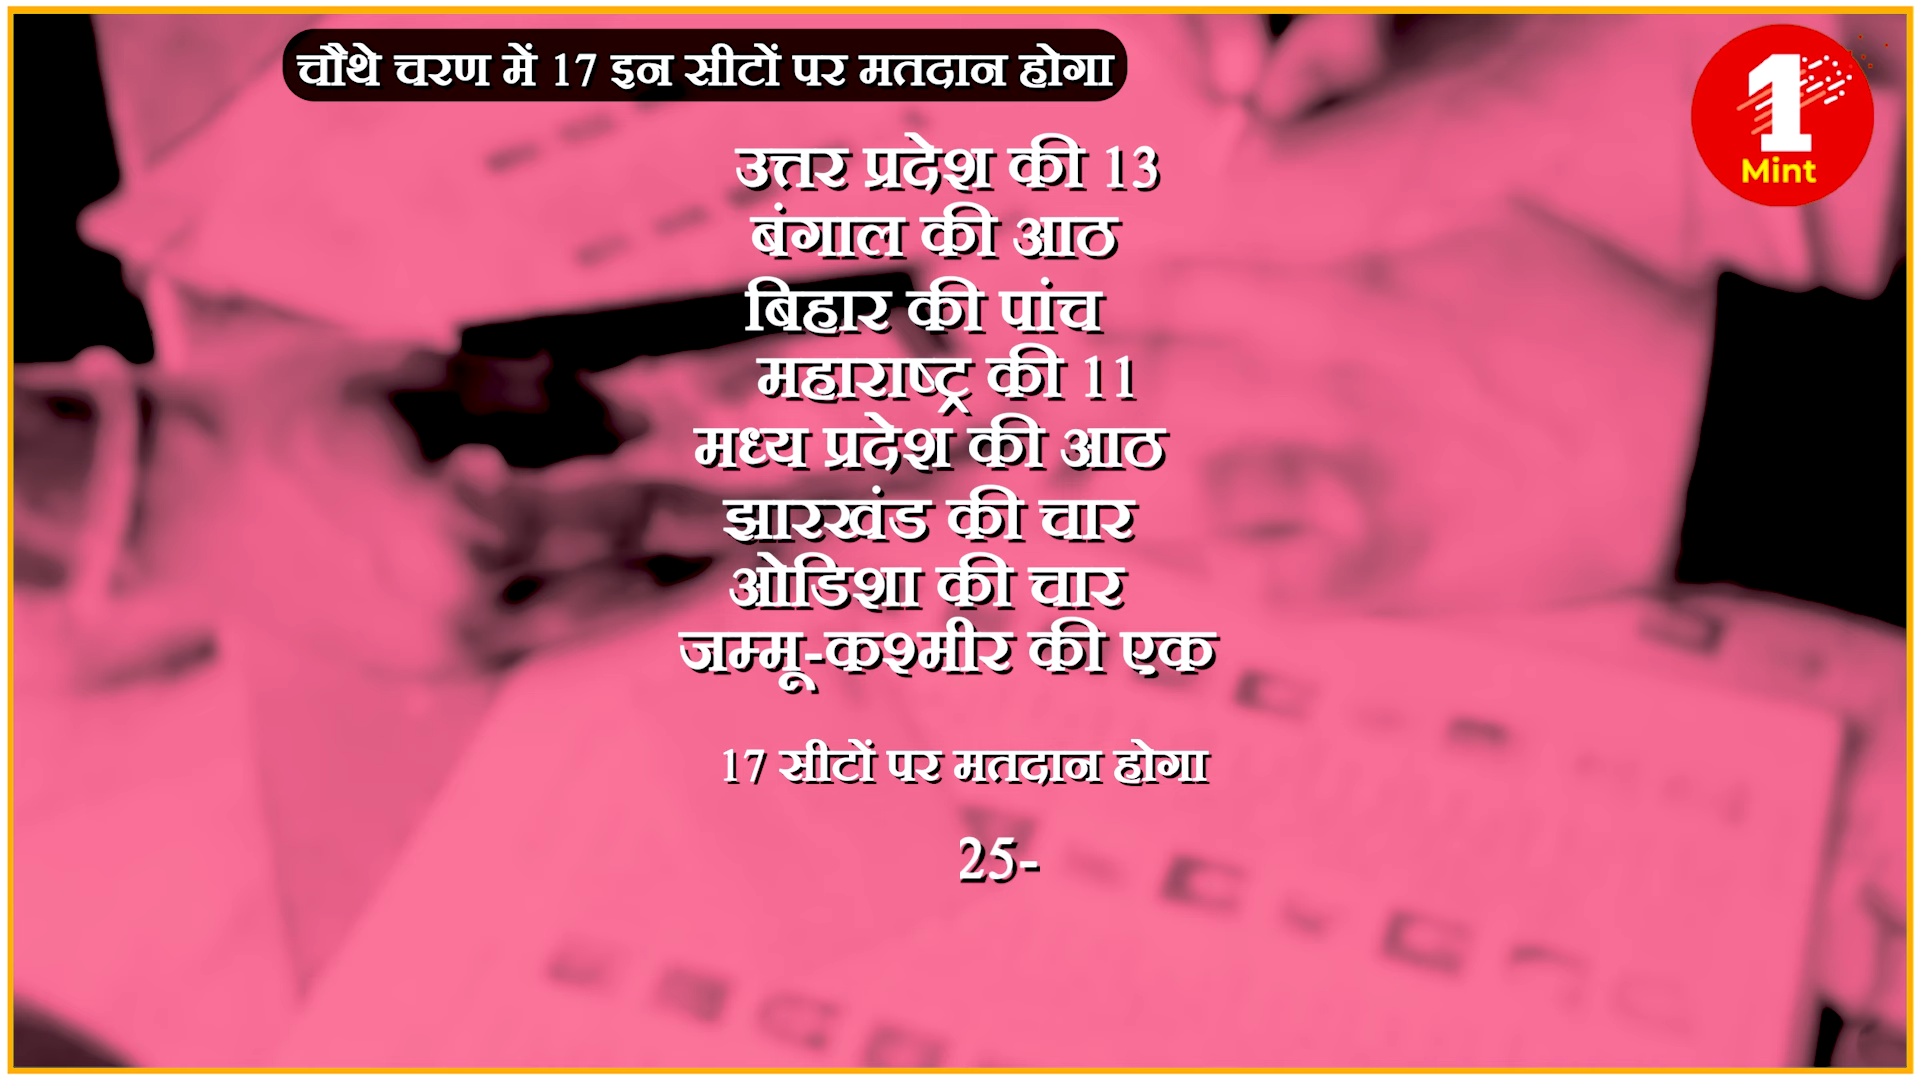 चौथे चरण में 17 इन सीटों पर मतदान होगा
1
Mint
उत्तर प्रदेश की 13
बंगाल की आठ
बिहार की पांच
महाराष्ट्र की 11
मध्य प्रदेश की आठ
झारखंड की चार
ओडिशा की चार
जम्मू-कश्मीर की एक
17 सीटों पर मतदान होगा
25-